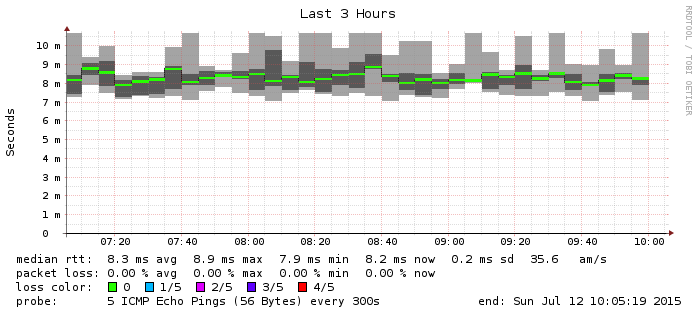 Last 3 Hours
RRDTOOL / TOBI OETIKER
Seconds
10 m
9 m
8 m
7 m
6 m
5 m
4 m
3 m
2 m
1 m
0
07:20 07:40 08:00 08:20 08:40 09:00 09:20 09:40 10:00
median rtt: 8.3 ms avg 8.9 ms max 7.9 ms min 8.2 ms now 0.2 ms sd 35.6 am/s
packet loss: 0.00 % avg 0.00 % max 0.00 % min 0.00 % now
loss color: 0 1/5 2/5 3/5 4/5
probe: 5 ICMP Echo Pings (56 Bytes) every 300s end: Sun Jul 12 10:05:19 2015